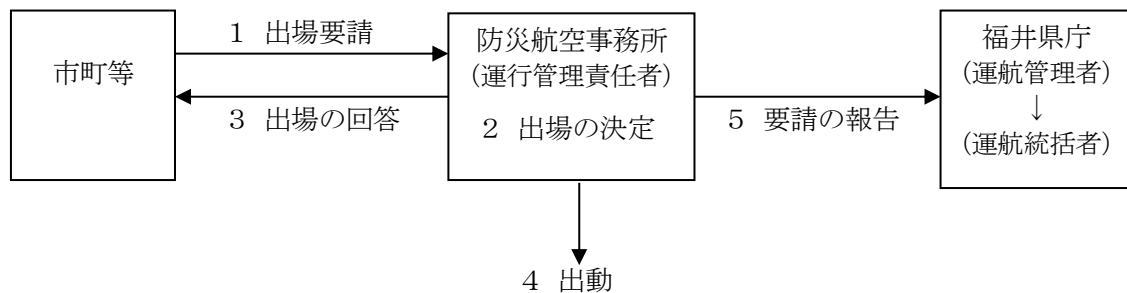 市町等
１　出場要請
３　出場の回答
防災航空事務所
（運行管理責任者）
２　出場の決定
５　要請の報告
福井県庁
（運航管理者）
↓
（運航統括者）
４　出動